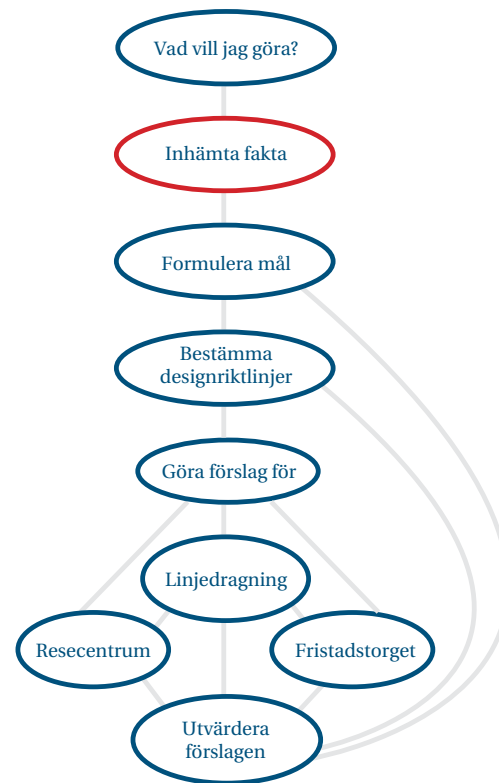 Vad vill jag göra?
Inhämta fakta
Formulera mål
Bestämma
designriktlinjer
Göra förslag för
Linjedragning
Resecentrum
Fristadstorget
Utvärdera
förslagen